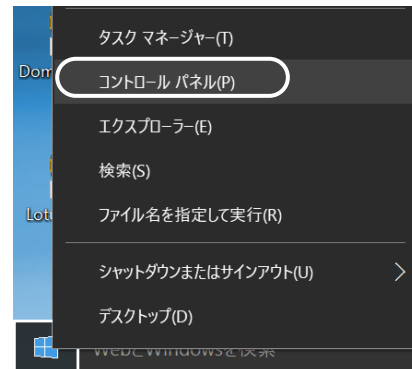 タスク マネージャー(T)
Dom
コントロール パネル(P)
エクスプローラー(E)
検索(S)
Lotu
ファイル名を指定して実行(R)
シャットダウンまたはサインアウト(U)
デスクトップ(D)
WebとWindowsを検索